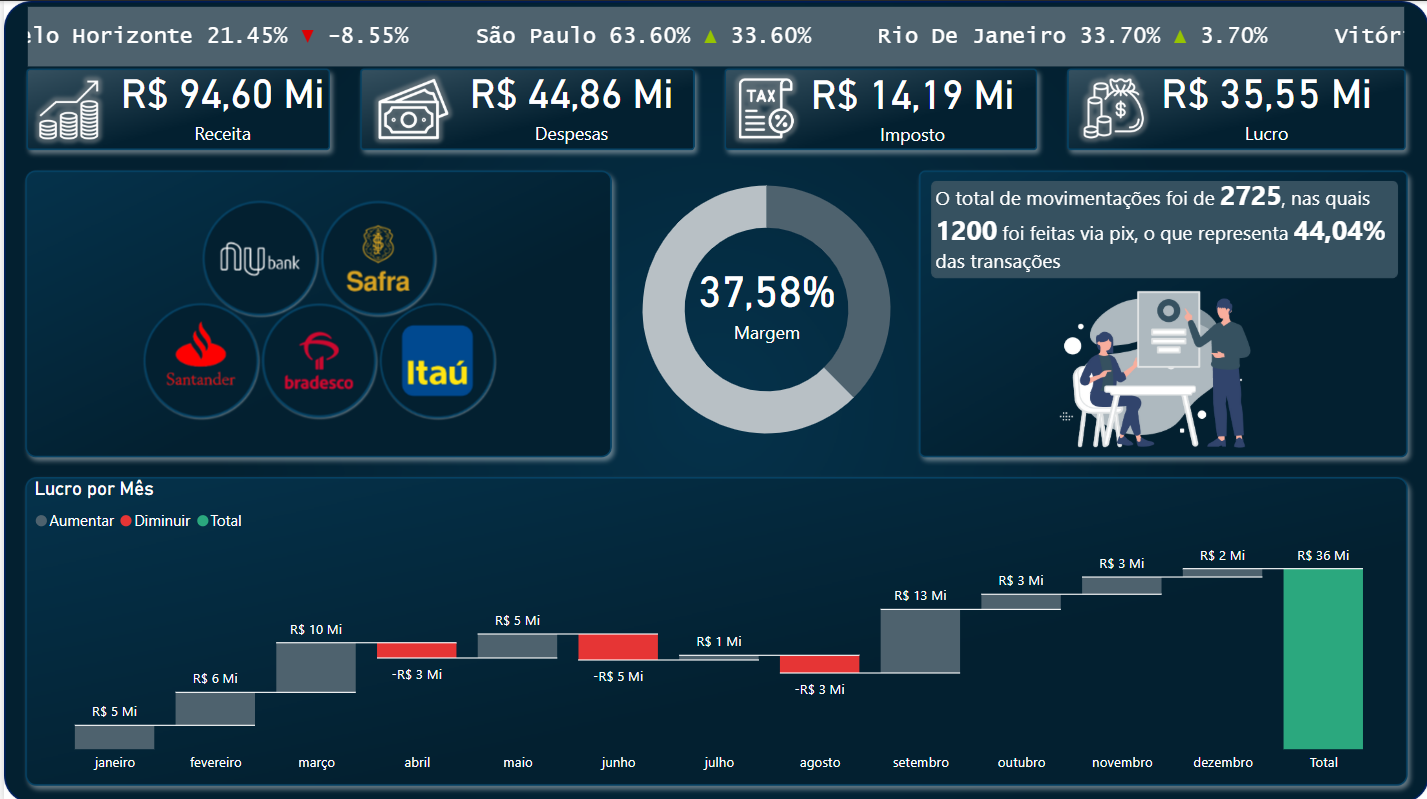 elo Horizonte 21.45% ▼ -8.55% São Paulo 63.60% ▲ 33.60% Rio De Janeiro 33.70% ▲ 3.70% Vitór
R$ 94,60 Mi
Receita
R$ 44,86 Mi
Despesas
TAX
%
R$ 14,19 Mi
Imposto
$
R$ 35,55 Mi
Lucro
nu bank
Safra
Santander
bradesco
Itaú
37,58%
Margem
O total de movimentações foi de 2725, nas quais
1200 foi feitas via pix, o que representa 44,04%
das transações
Lucro por Mês
Aumentar Diminuir Total
R$ 5 Mi
R$ 6 Mi
R$ 10 Mi
-R$ 3 Mi
R$ 5 Mi
-R$ 5 Mi
R$ 1 Mi
-R$ 3 Mi
R$ 13 Mi
R$ 3 Mi
R$ 3 Mi
R$ 2 Mi
R$ 36 Mi
janeiro fevereiro março abril maio junho julho agosto setembro outubro novembro dezembro Total